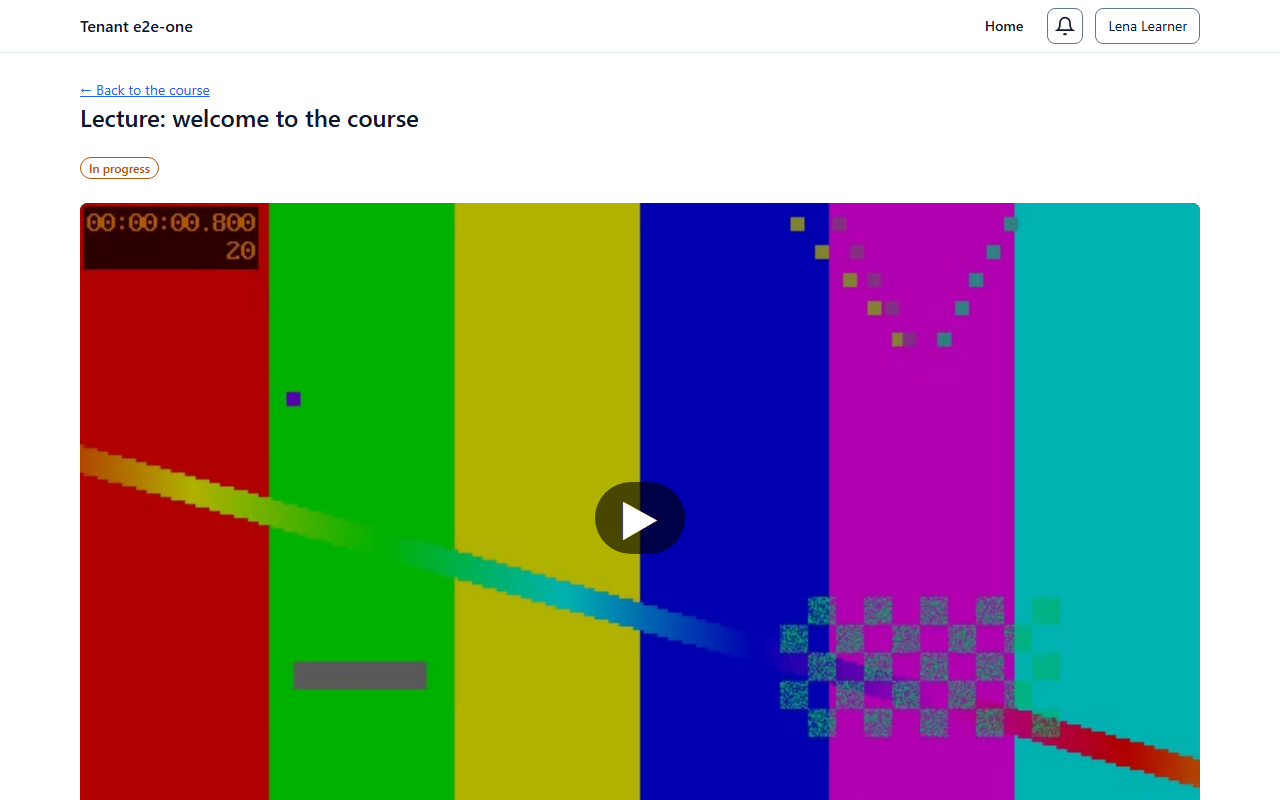 Tenant e2e-one
Home
Lena Learner
← Back to the course
Lecture: welcome to the course
In progress
00:00:00.800
20